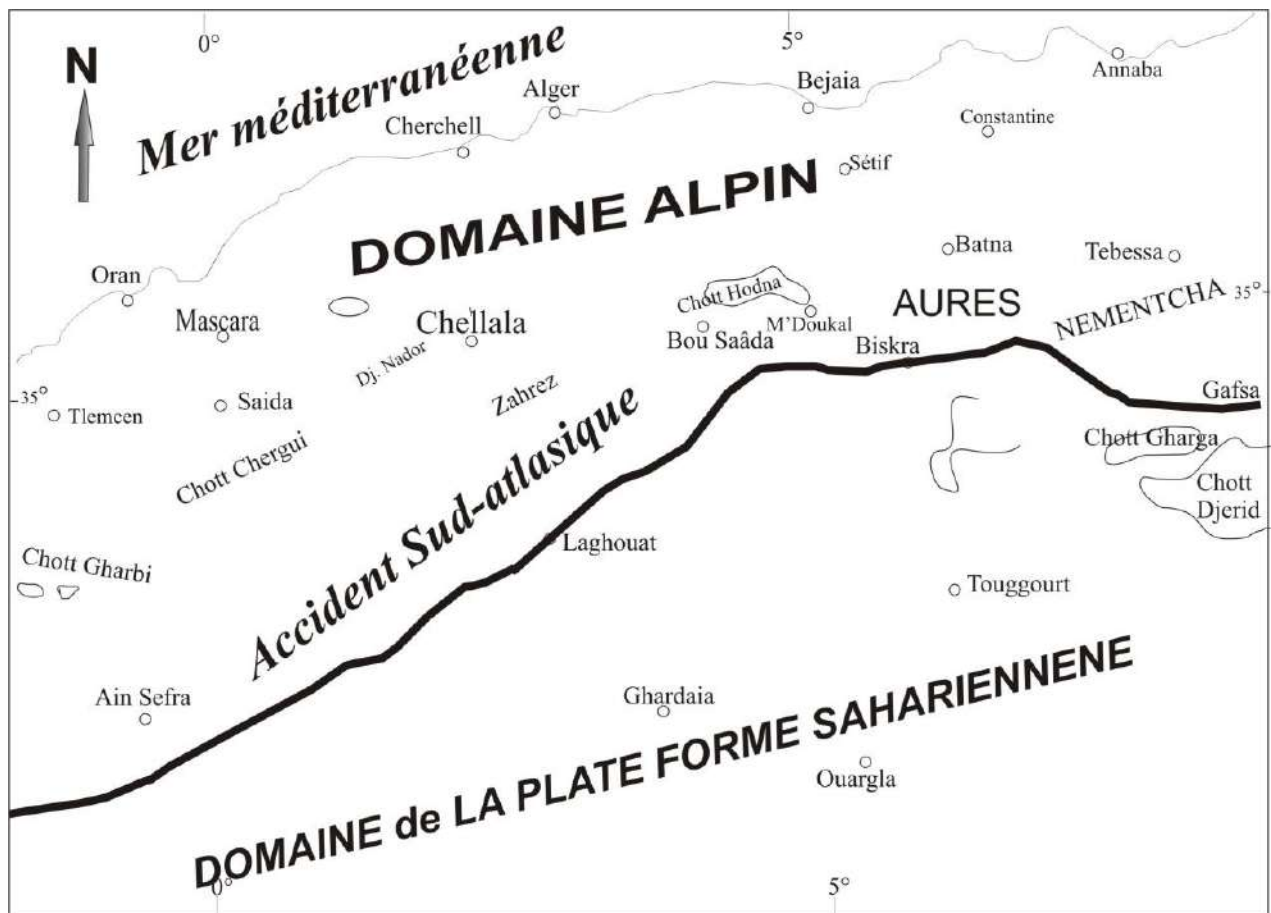 0°
5°
N
Mer méditerranéenne
Annaba
Bejaia
Alger
Constantine
Cherchell
Sétif
DOMAINE ALPIN
Batna
Tebessa
Oran
Chott Hodna
AURES
NEMENTCHA
35°
Mascara
Chellala
M'Doukal
Bou Saâda
Biskra
Dj. Nador
Zahrez
Gafsa
35°
Tlemcen
Saida
Chott Chergui
Chott Gharga
Accident Sud-atlasique
Chott
Djerid
Laghouat
Chott Gharbi
Touggourt
Ain Sefra
Ghardaia
DOMAINE de LA PLATE FORME SAHARIENNENE
Ouargla
0°
5°